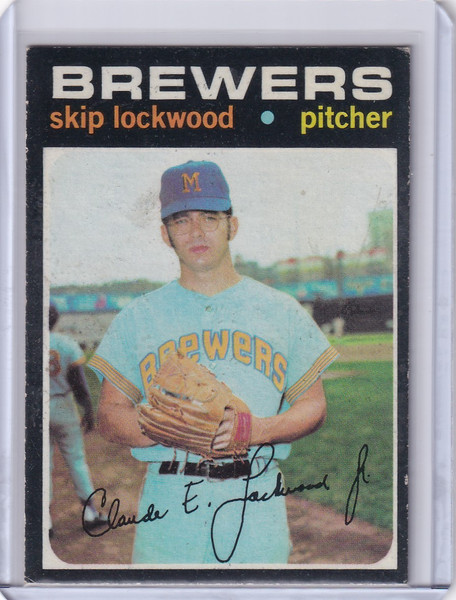 BREWERS
skip lockwood • pitcher
M
BREWERS
Claude E. Lockwood Jr.